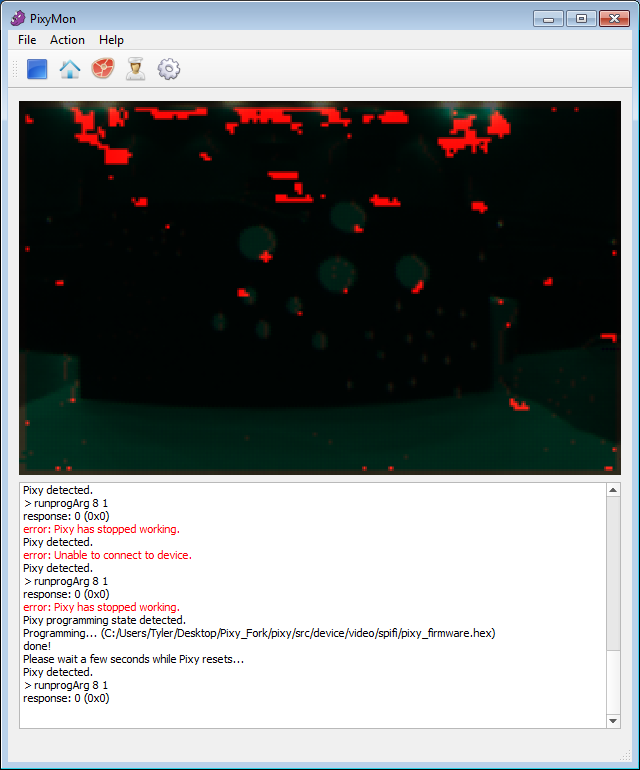 PixyMon
File Action Help
Pixy detected.
> runprogArg 8 1
response: 0 (0x0)
error: Pixy has stopped working.
Pixy detected.
error: Unable to connect to device.
Pixy detected.
> runprogArg 8 1
response: 0 (0x0)
error: Pixy has stopped working.
Pixy programming state detected.
Programming... (C:/Users/Tyler/Desktop/Pixy_Fork/pixy/src/device/video/spifi/pixy_firmware.hex)
done!
Please wait a few seconds while Pixy resets...
Pixy detected.
> runprogArg 8 1
response: 0 (0x0)